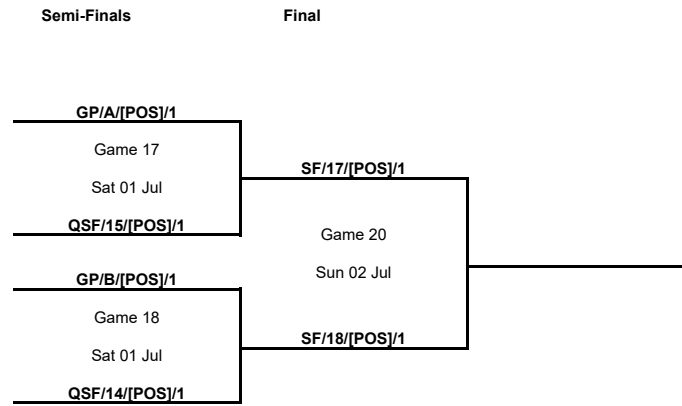 Semi-Finals Final
GP/A/[POS]/1
Game 17
SF/17/[POS]/1
Sat 01 Jul
QSF/15/[POS]/1
Game 20
GP/B/[POS]/1
Sun 02 Jul
Game 18
SF/18/[POS]/1
Sat 01 Jul
QSF/14/[POS]/1